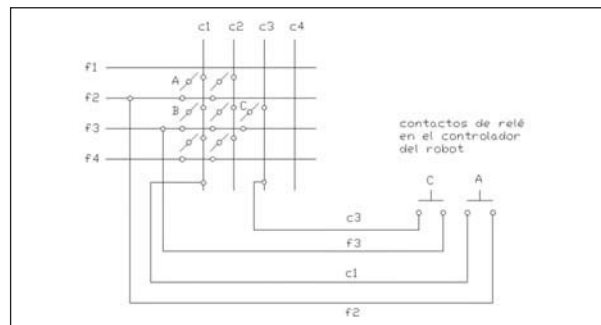 c1 c2 c3 c4
f1
A
f2
B C
f3
f4
contactos de relé
en el controlador
del robot
C A
c3
f3
c1
f2